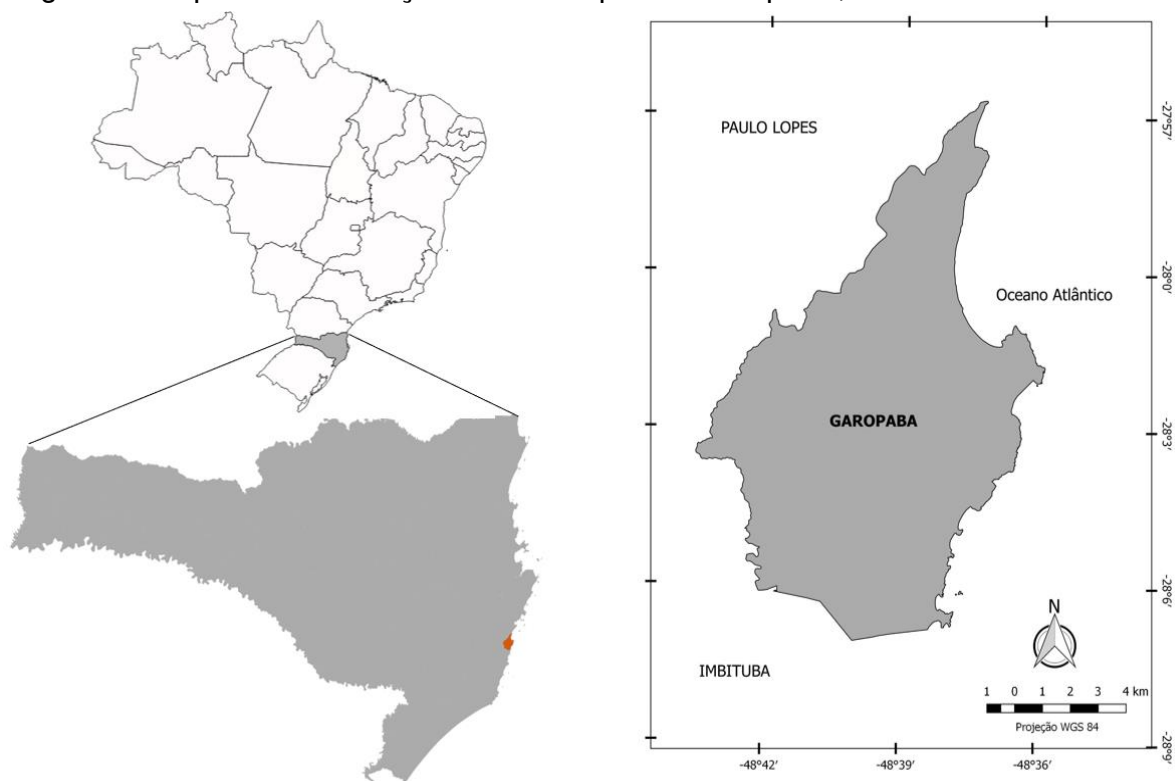 PAULO LOPES
Oceano Atlântico
GAROPABA
IMBITUBA
N
1 0 1 2 3 4 km
Projeção WGS 84
-27°57'
-28°0'
-28°3'
-28°6'
-28°9'
-48°42' -48°39' -48°36'